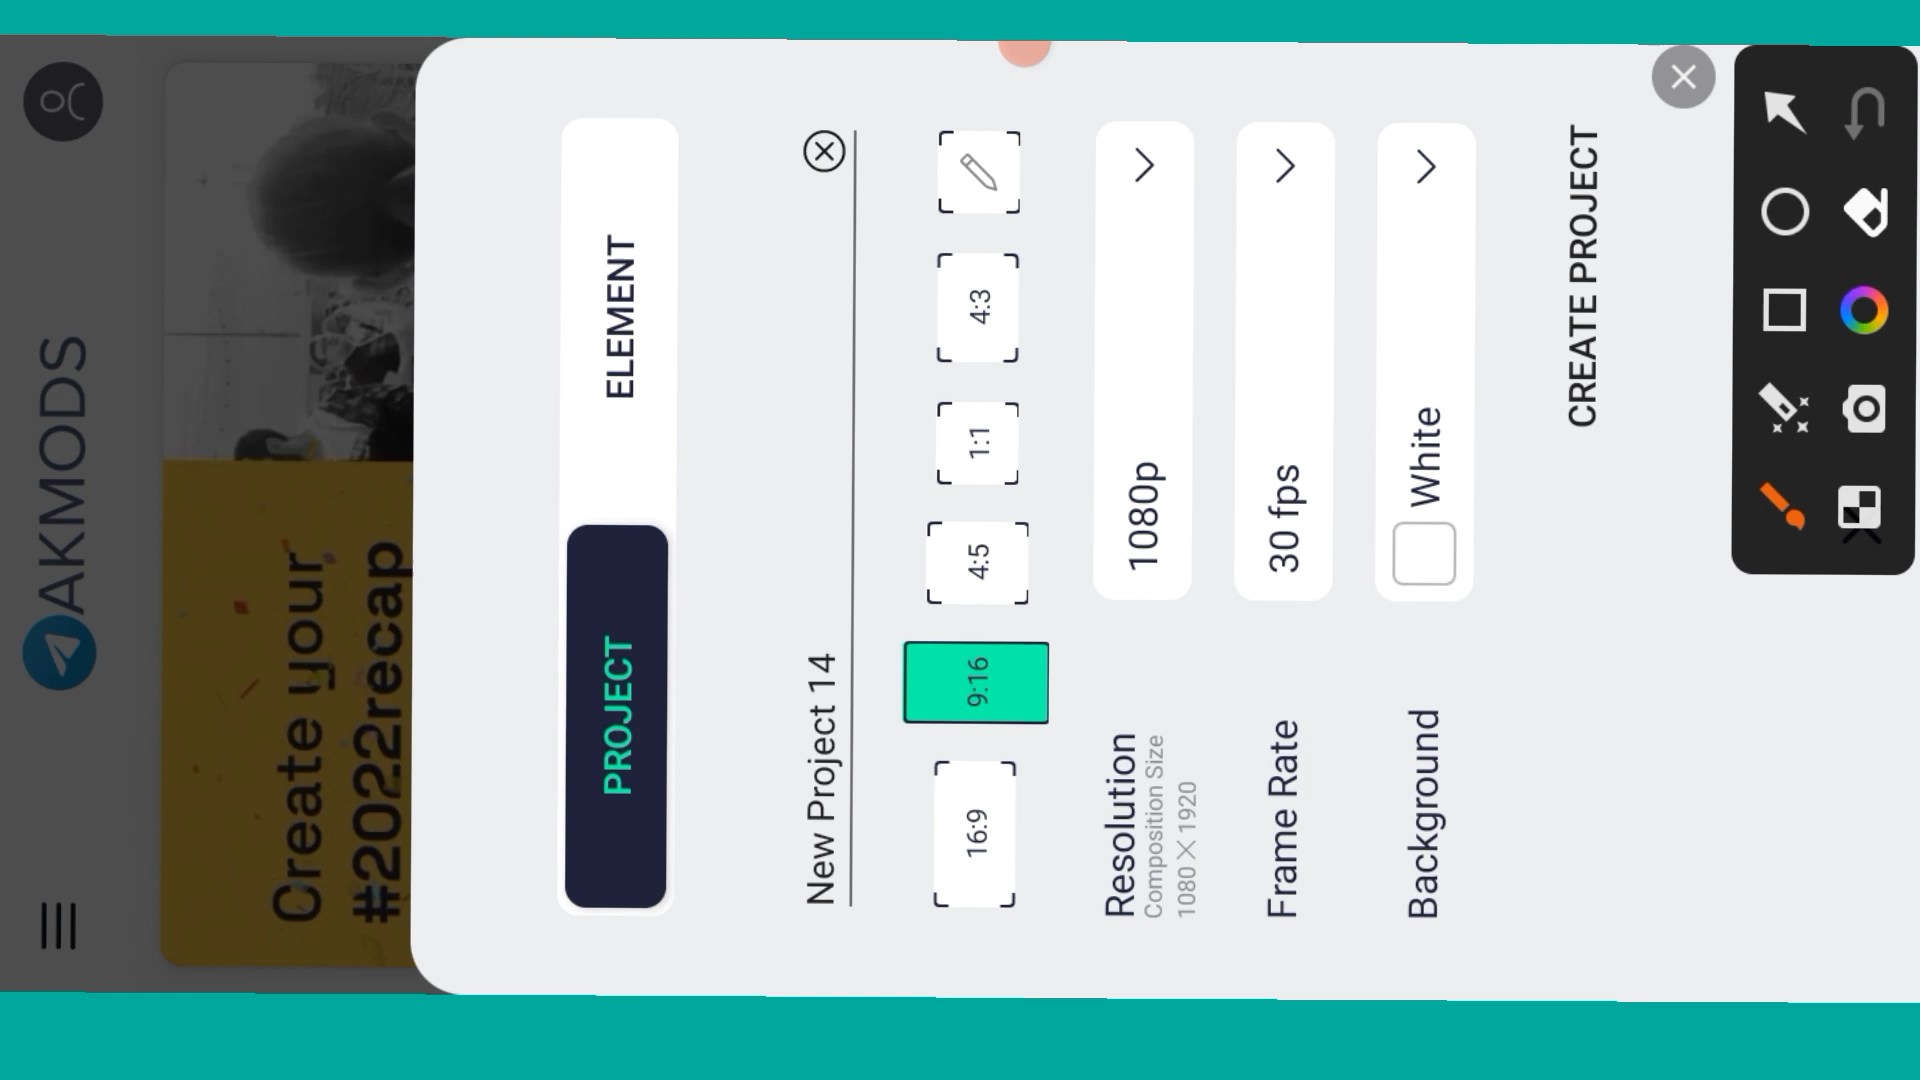 AKMODS
Create your
#2022recap
PROJECT
ELEMENT
New Project 14
16:9
9:16
4:5
1:1
4:3
Resolution
Composition Size
1080 X 1920
1080p
Frame Rate
30 fps
Background
White
CREATE PROJECT